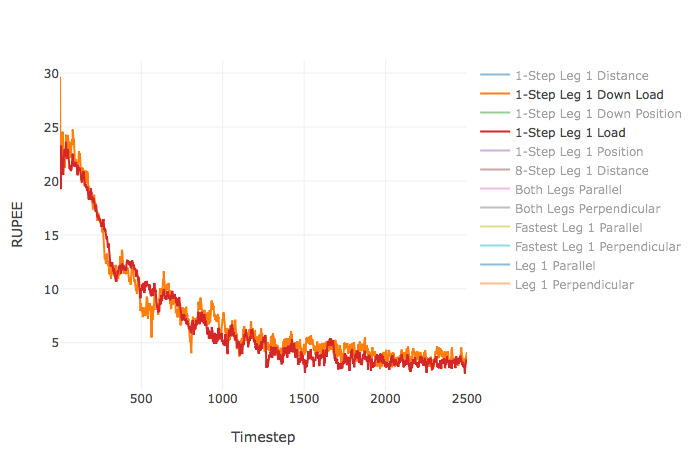 RUPEE
30
25
20
15
10
5
500
1000
1500
2000
2500
Timestep
1-Step Leg 1 Distance
1-Step Leg 1 Down Load
1-Step Leg 1 Down Position
1-Step Leg 1 Load
1-Step Leg 1 Position
8-Step Leg 1 Distance
Both Legs Parallel
Both Legs Perpendicular
Fastest Leg 1 Parallel
Fastest Leg 1 Perpendicular
Leg 1 Parallel
Leg 1 Perpendicular